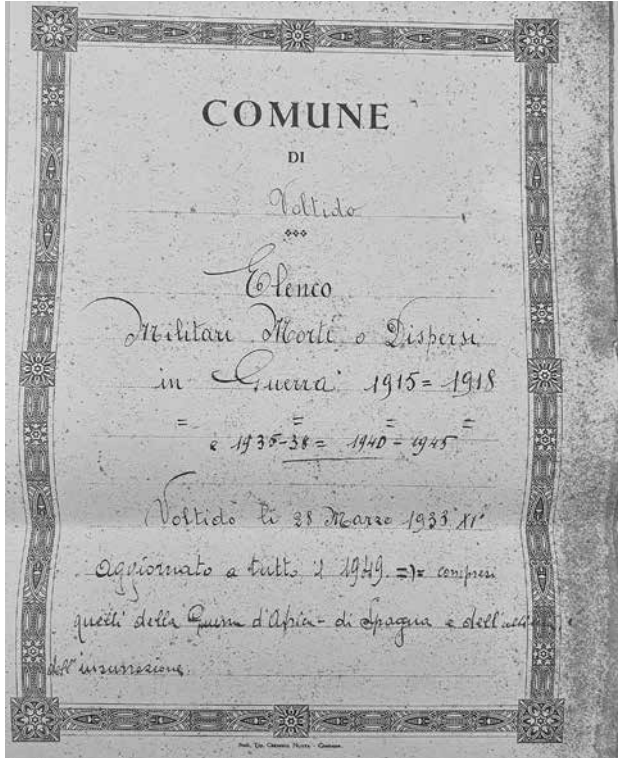 COMUNE
DI
Voltido
Elenco
Militari Morti o Dispersi
in Guerra 1915=1918
= = = =
e 1935-38= 1940=1945
Voltido li 28 Marzo 1933 XI°
aggiornato a tutto il 1949 =)= compresi
quelli della Guerra d'Africa - di Spagna e
dell'insurrezione.